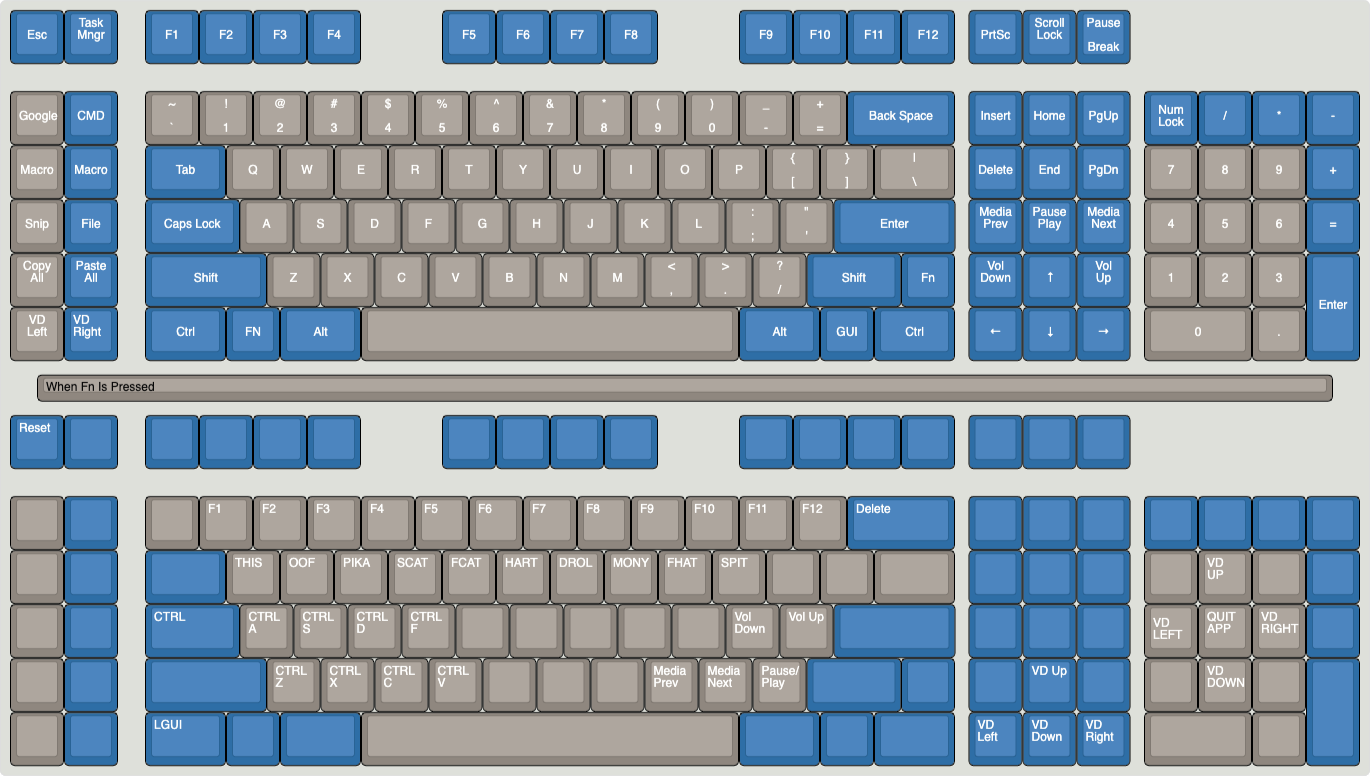 Esc Task Mngr F1 F2 F3 F4 F5 F6 F7 F8 F9 F10 F11 F12 PrtSc Scroll Lock Pause Break
Google CMD ~ ` ! 1 @ 2 # 3 $ 4 % 5 ^ 6 & 7 * 8 ( 9 ) 0 _ - + = Back Space Insert Home PgUp Num Lock / * -
Macro Macro Tab Q W E R T Y U I O P { [ } ] | \ Delete End PgDn 7 8 9 +
Snip File Caps Lock A S D F G H J K L : ; " ' Enter Media Prev Pause Play Media Next 4 5 6 =
Copy All Paste All Shift Z X C V B N M < , > . ? / Shift Fn Vol Down ↑ Vol Up 1 2 3 Enter
VD Left VD Right Ctrl FN Alt Alt GUI Ctrl ← ↓ → 0 .
When Fn Is Pressed
Reset
F1 F2 F3 F4 F5 F6 F7 F8 F9 F10 F11 F12 Delete
THIS OOF PIKA SCAT FCAT HART DROL MONY FHAT SPIT VD UP
CTRL CTRL A CTRL S CTRL D CTRL F Vol Down Vol Up VD LEFT QUIT APP VD RIGHT
CTRL Z CTRL X CTRL C CTRL V Media Prev Media Next Pause/ Play VD Up VD DOWN
LGUI VD Left VD Down VD Right